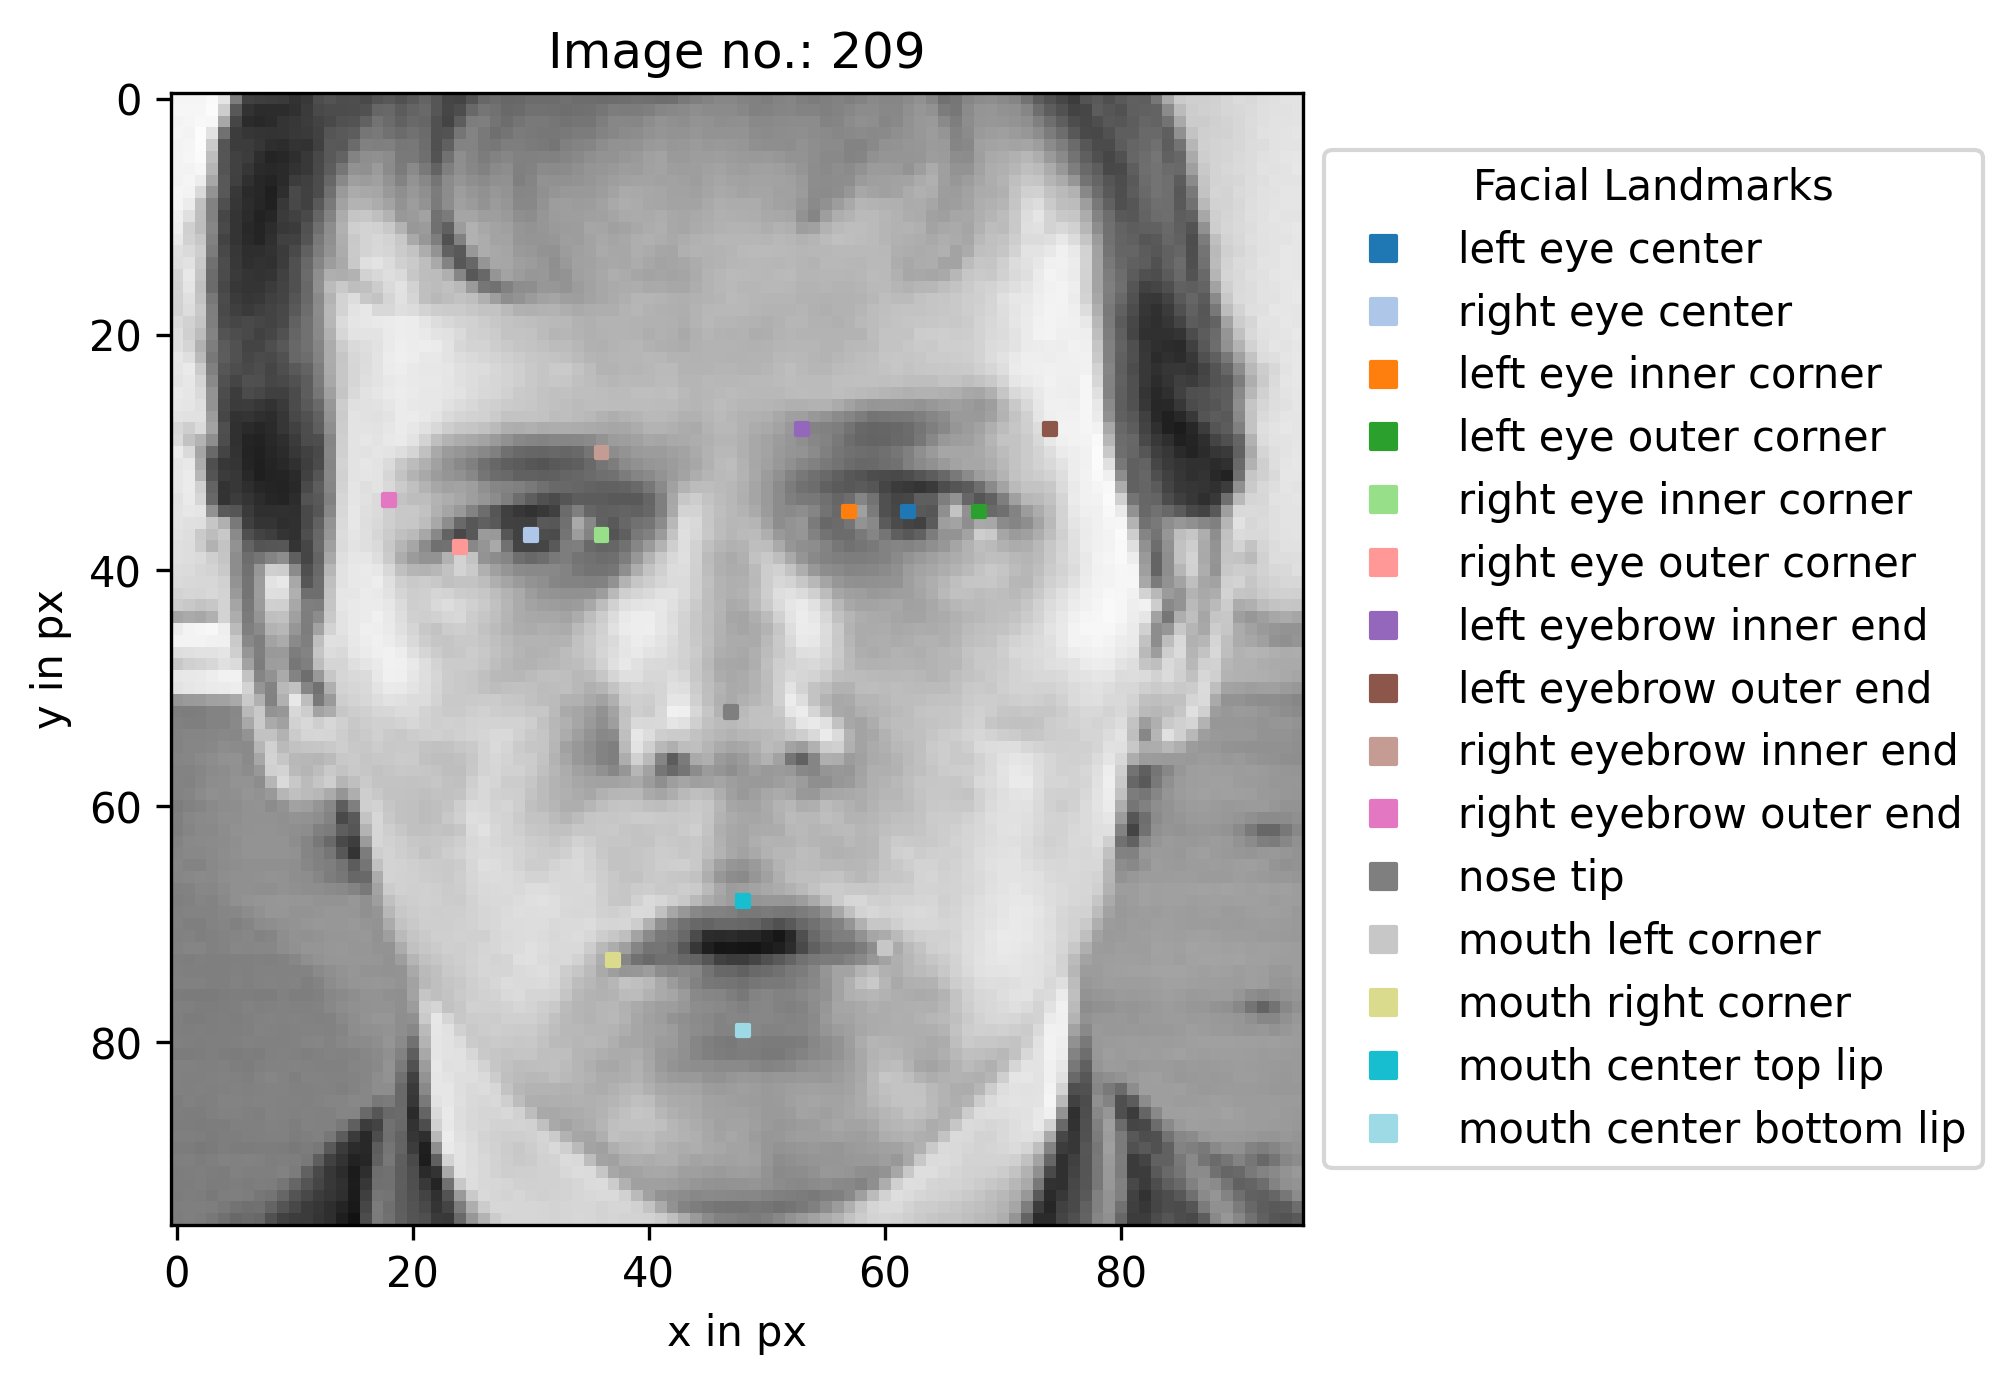 Image no.: 209
0
20
40
60
80
y in px
0 20 40 60 80
x in px
Facial Landmarks
left eye center
right eye center
left eye inner corner
left eye outer corner
right eye inner corner
right eye outer corner
left eyebrow inner end
left eyebrow outer end
right eyebrow inner end
right eyebrow outer end
nose tip
mouth left corner
mouth right corner
mouth center top lip
mouth center bottom lip